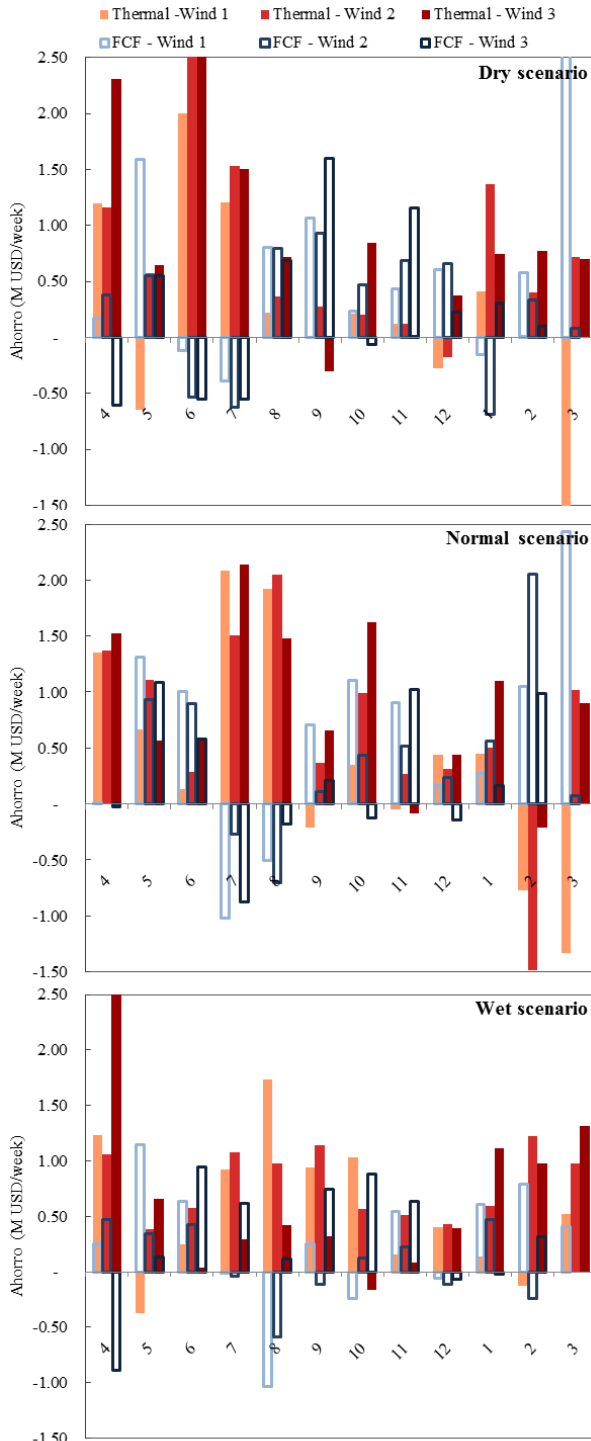 Thermal -Wind 1 Thermal - Wind 2 Thermal - Wind 3
FCF - Wind 1 FCF - Wind 2 FCF - Wind 3
Dry scenario
Ahorro (M USD/week)
2.00
1.50
1.00
0.50
-
-0.50
-1.00
-1.50
4 5 6 7 8 9 10 11 12 1 2 3
Normal scenario
Ahorro (M USD/week)
2.50
2.00
1.50
1.00
0.50
-
-0.50
-1.00
-1.50
4 5 6 7 8 9 10 11 12 1 2 3
Wet scenario
Ahorro (M USD/week)
2.50
2.00
1.50
1.00
0.50
-
-0.50
-1.00
-1.50
4 5 6 7 8 9 10 11 12 1 2 3